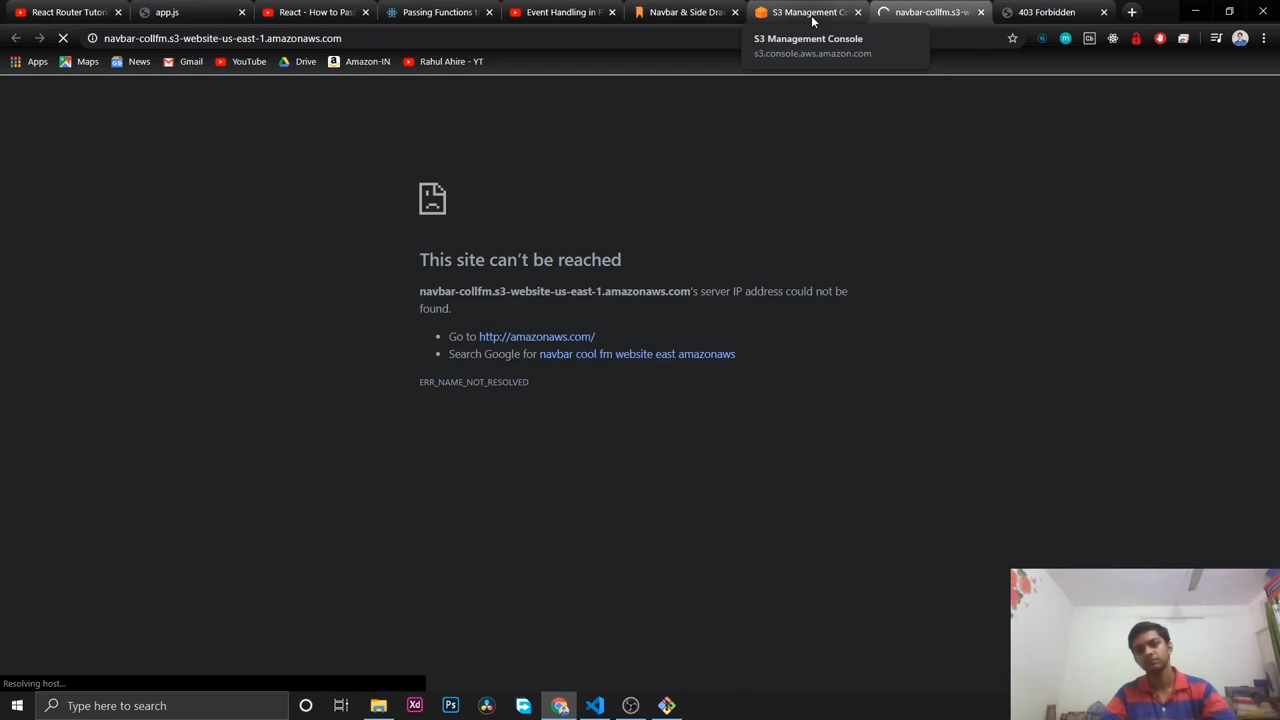 React Router Tutori
app.js
React - How to Pas
Passing Functions t
Event Handling in R
Navbar & Side Dra
S3 Management Co
navbar-collfm.s3-w
403 Forbidden
navbar-collfm.s3-website-us-east-1.amazonaws.com
S3 Management Console
s3.console.aws.amazon.com
Apps
Maps
News
Gmail
YouTube
Drive
Amazon-IN
Rahul Ahire - YT
This site can't be reached
navbar-collfm.s3-website-us-east-1.amazonaws.com's server IP address could not be
found.
• Go to http://amazonaws.com/
• Search Google for navbar cool fm website east amazonaws
ERR_NAME_NOT_RESOLVED
Resolving host...
Type here to search
Xd
Ps